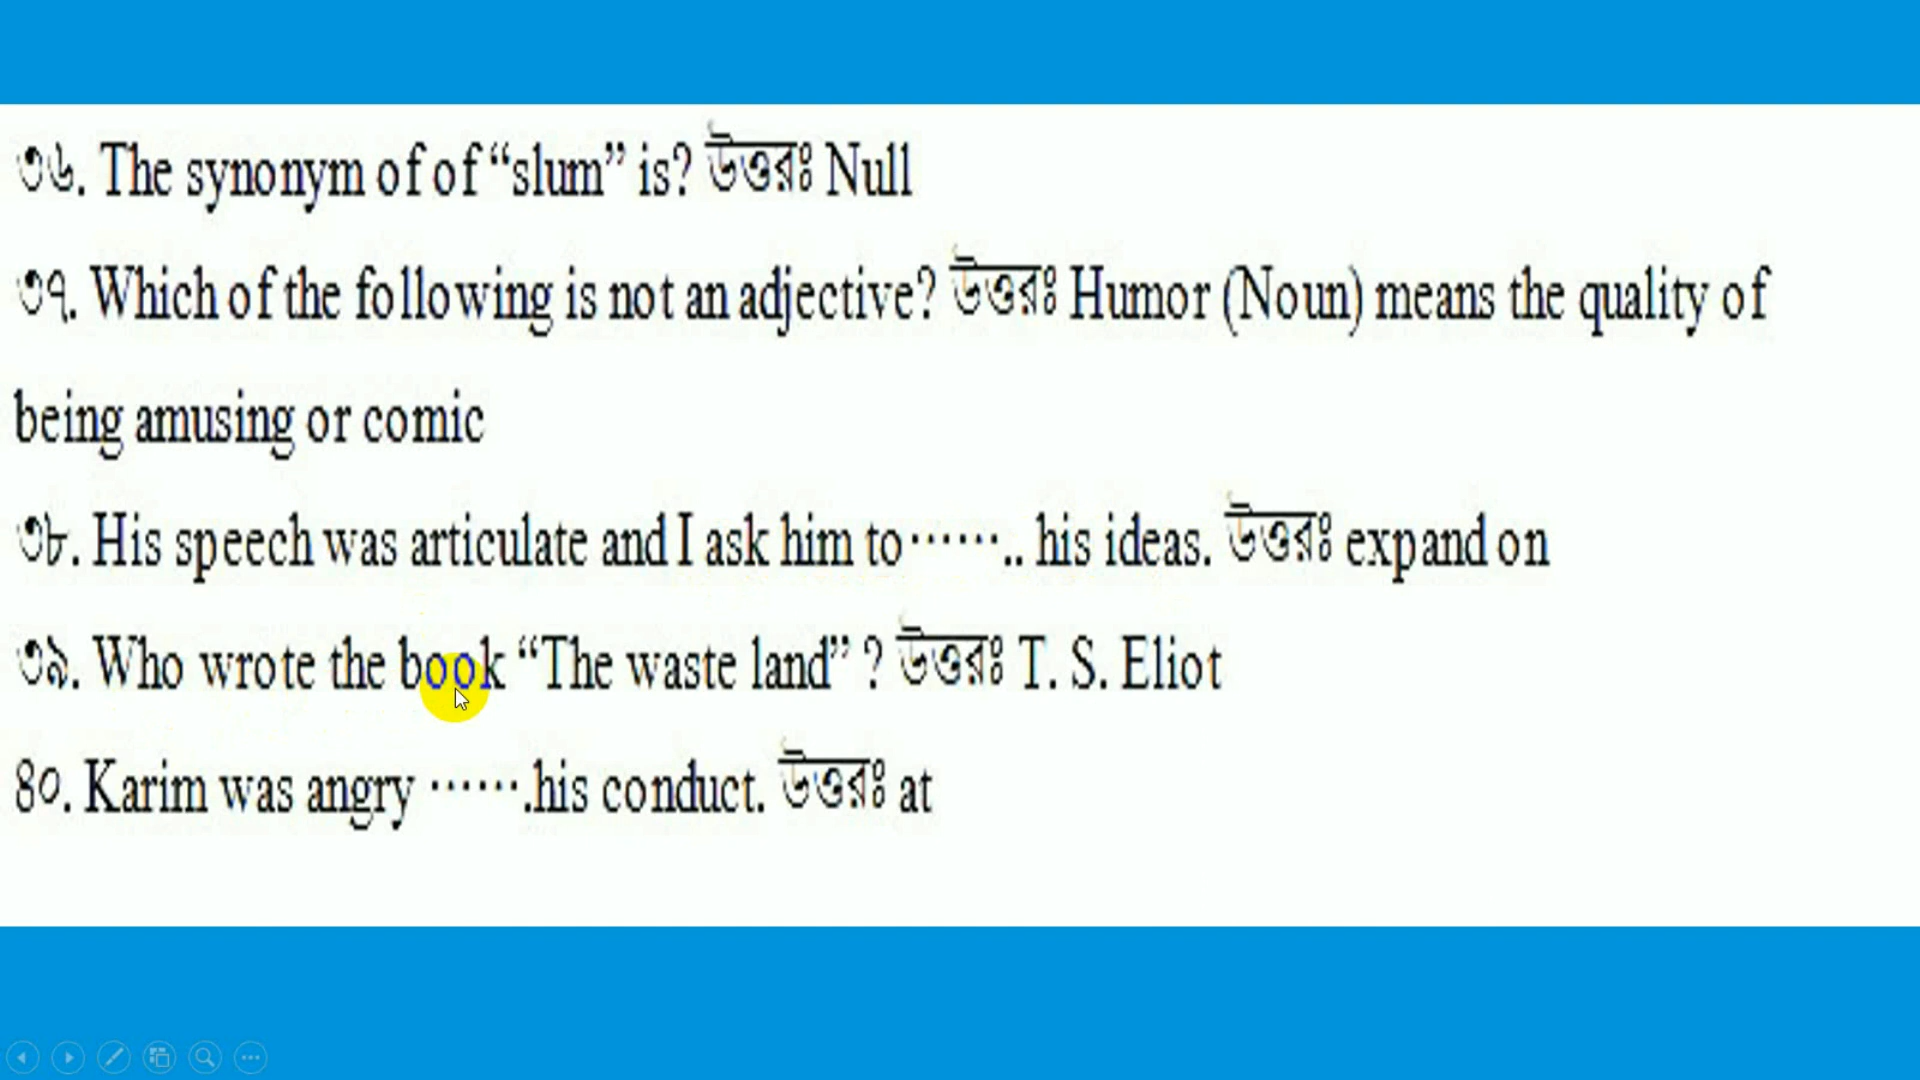 ৩৬. The synonym of of “slum” is? উত্তরঃ Null
৩৭. Which of the following is not an adjective? উত্তরঃ Humor (Noun) means the quality of
being amusing or comic
৩৮. His speech was articulate and I ask him to⋯⋯.. his ideas. উত্তরঃ expand on
৩৯. Who wrote the book “The waste land” ? উত্তরঃ T. S. Eliot
৪০. Karim was angry ⋯⋯.his conduct. উত্তরঃ at